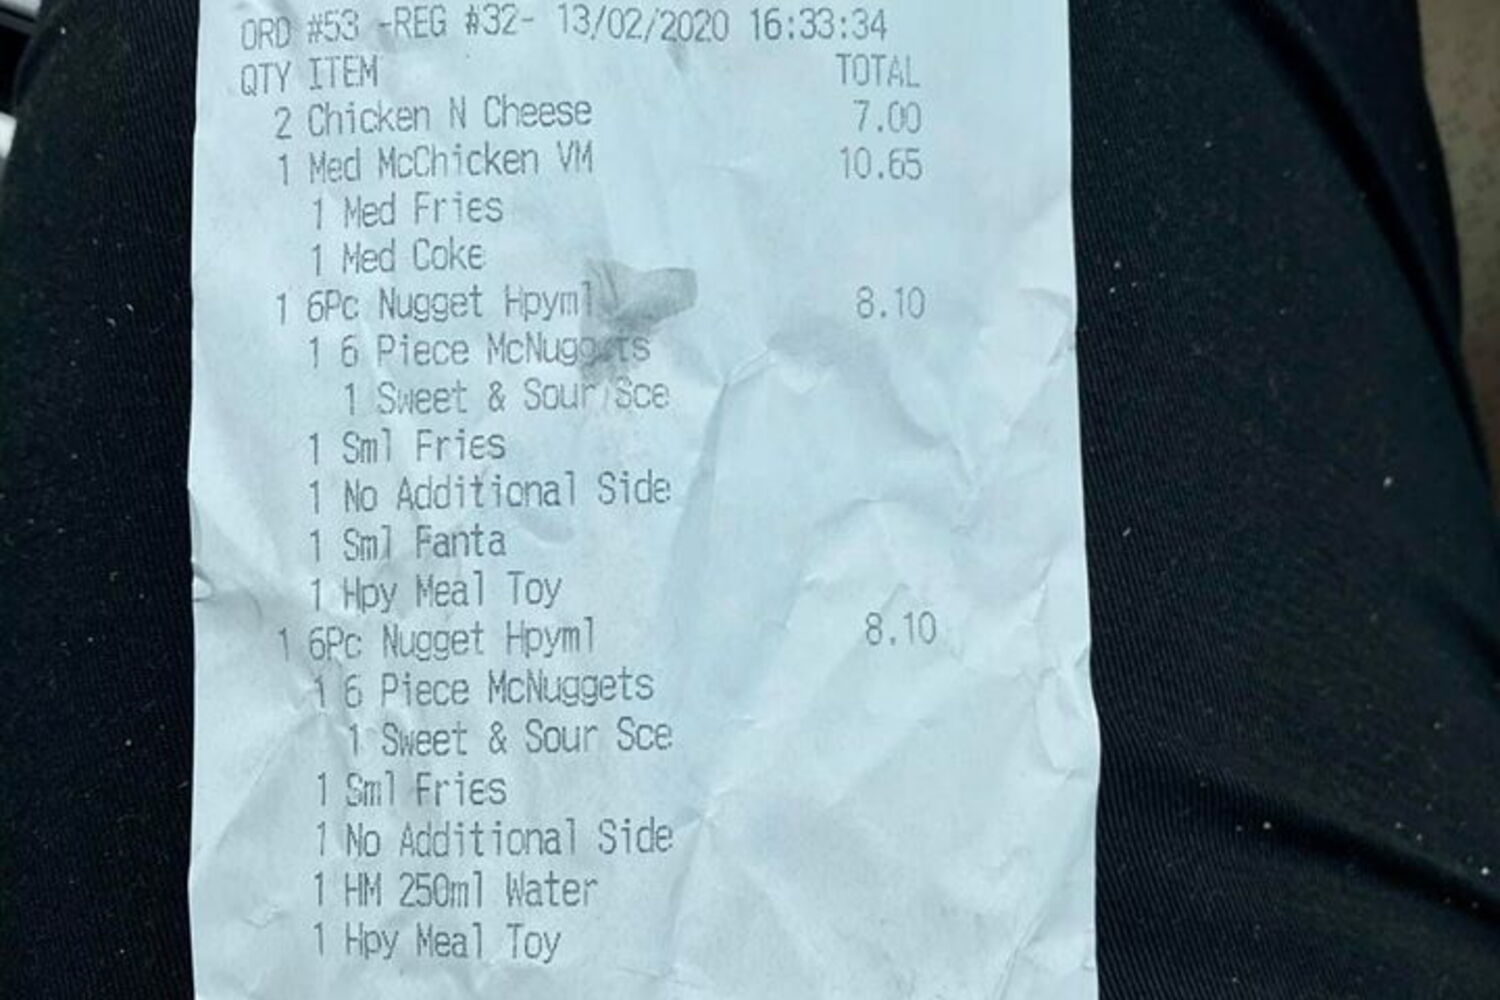 ORD #53 -REG #32- 13/02/2020 16:33:34
QTY ITEM TOTAL
2 Chicken N Cheese 7.00
1 Med McChicken VM 10.65
1 Med Fries
1 Med Coke
1 6Pc Nugget Hpyml 8.10
1 6 Piece McNuggets
1 Sweet & Sour Sce
1 Sml Fries
1 No Additional Side
1 Sml Fanta
1 Hpy Meal Toy
1 6Pc Nugget Hpyml 8.10
1 6 Piece McNuggets
1 Sweet & Sour Sce
1 Sml Fries
1 No Additional Side
1 HM 250ml Water
1 Hpy Meal Toy